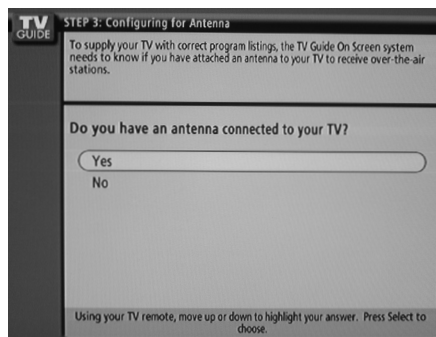 TV
GUIDE
STEP 3: Configuring for Antenna
To supply your TV with correct program listings, the TV Guide On Screen system
needs to know if you have attached an antenna to your TV to receive over-the-air
stations.
Do you have an antenna connected to your TV?
Yes
No
Using your TV remote, move up or down to highlight your answer. Press Select to
choose.